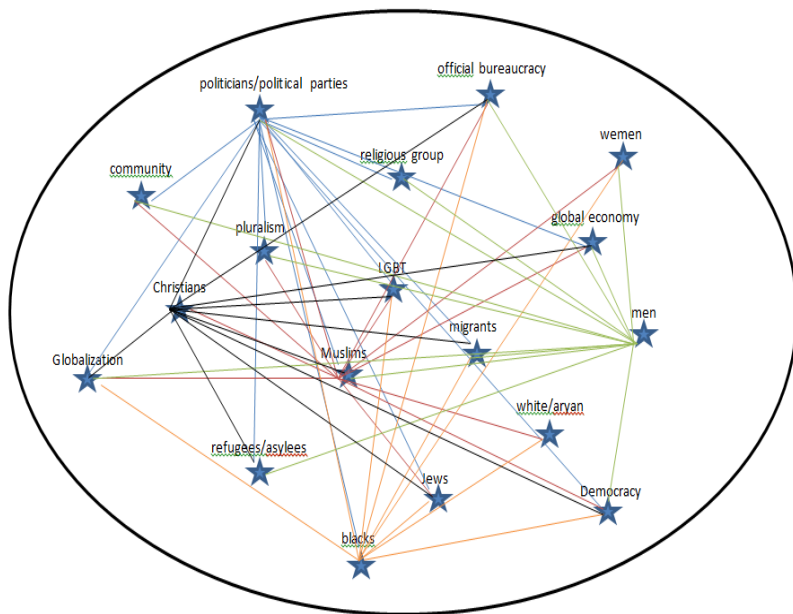 official bureaucracy
politicians/political parties
women
religious group
community
global economy
pluralism
LGBT
Christians
men
migrants
Muslims
Globalization
white/aryan
refugees/asylees
Jews
Democracy
blacks